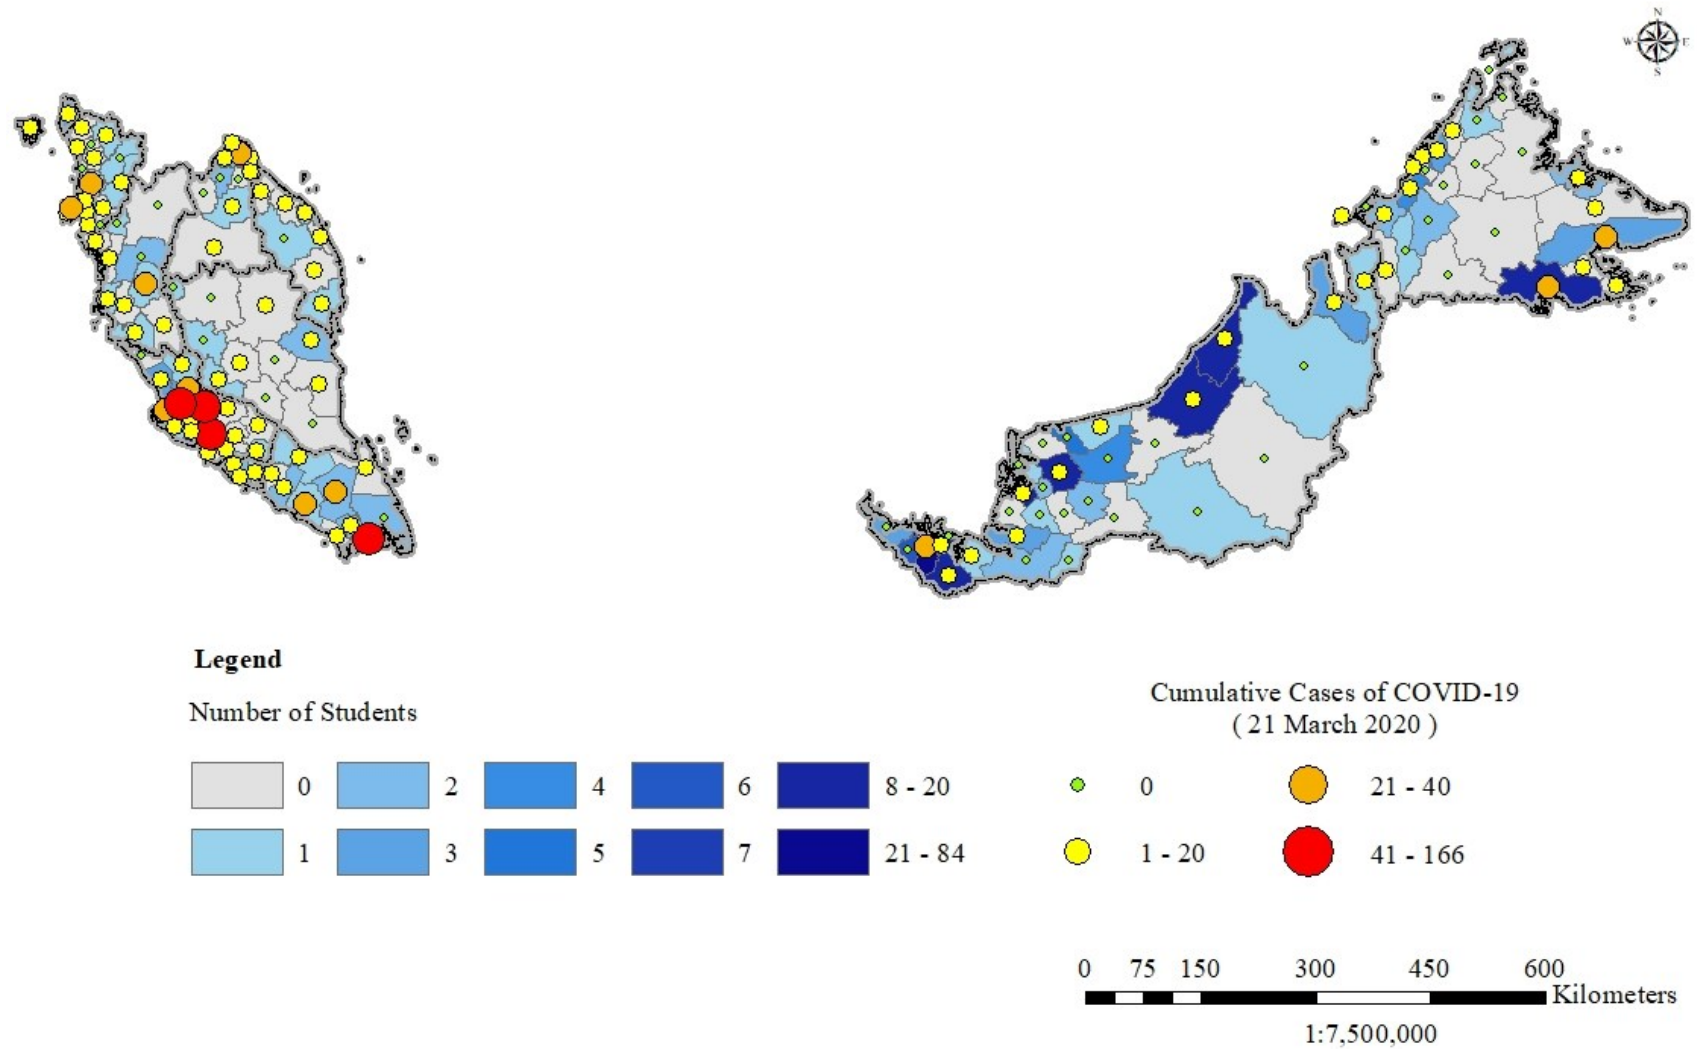 N
W E
S
Legend
Number of Students
0 2 4 6 8 - 20
1 3 5 7 21 - 84
Cumulative Cases of COVID-19
( 21 March 2020 )
0 21 - 40
1 - 20 41 - 166
0 75 150 300 450 600
Kilometers
1:7,500,000